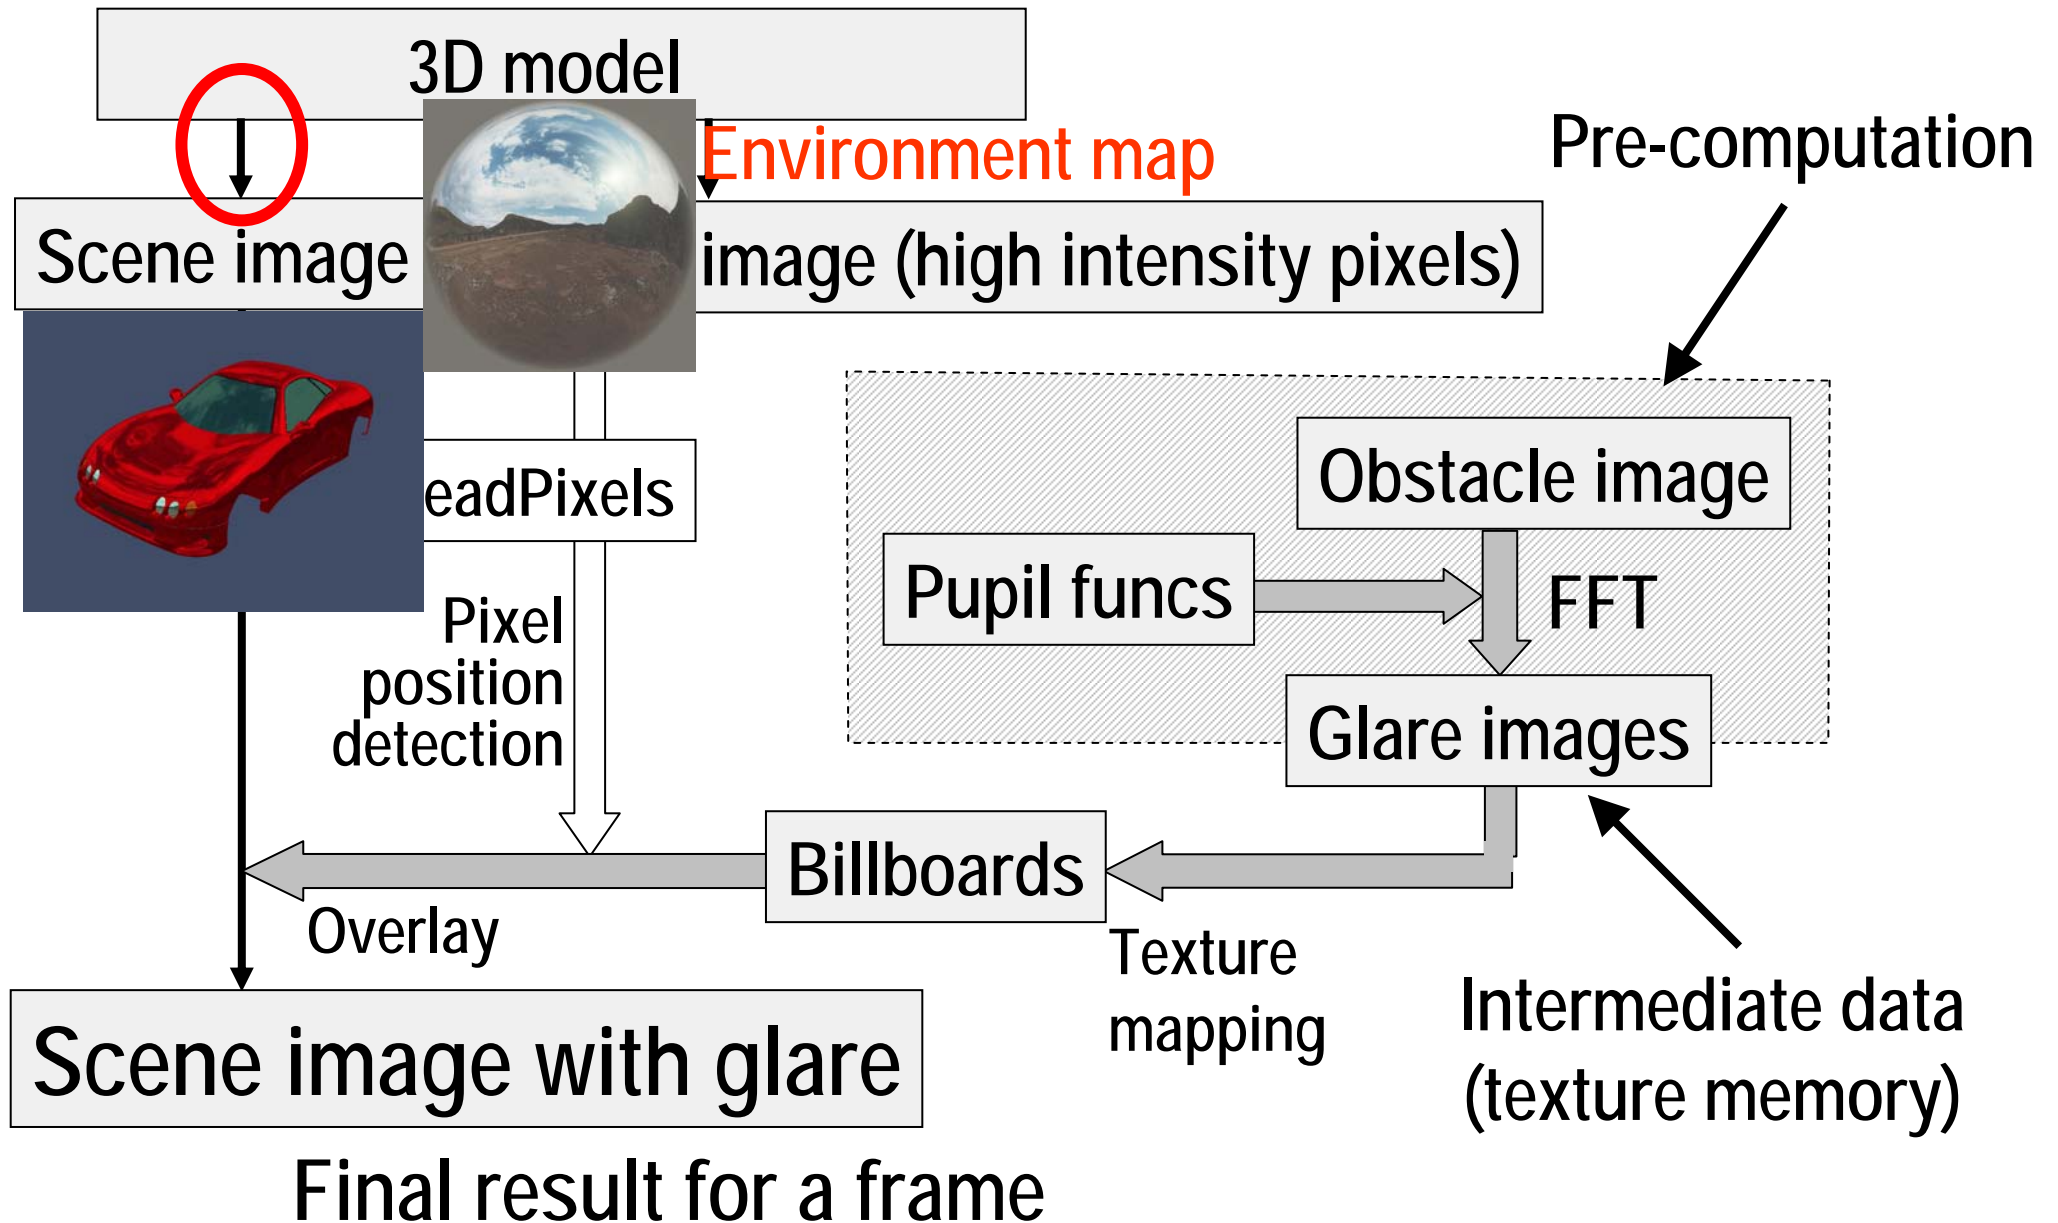 3D model
Environment map
Pre-computation
Scene image
image (high intensity pixels)
Obstacle image
eadPixels
Pupil funcs
FFT
Pixel
position
detection
Glare images
Billboards
Overlay
Texture
mapping
Intermediate data
(texture memory)
Scene image with glare
Final result for a frame